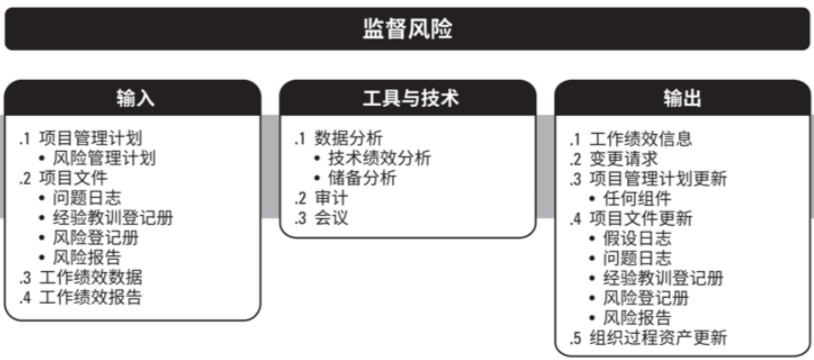 监督风险
输入
.1 项目管理计划
• 风险管理计划
.2 项目文件
• 问题日志
• 经验教训登记册
• 风险登记册
• 风险报告
.3 工作绩效数据
.4 工作绩效报告
工具与技术
.1 数据分析
• 技术绩效分析
• 储备分析
.2 审计
.3 会议
输出
.1 工作绩效信息
.2 变更请求
.3 项目管理计划更新
• 任何组件
.4 项目文件更新
• 假设日志
• 问题日志
• 经验教训登记册
• 风险登记册
• 风险报告
.5 组织过程资产更新